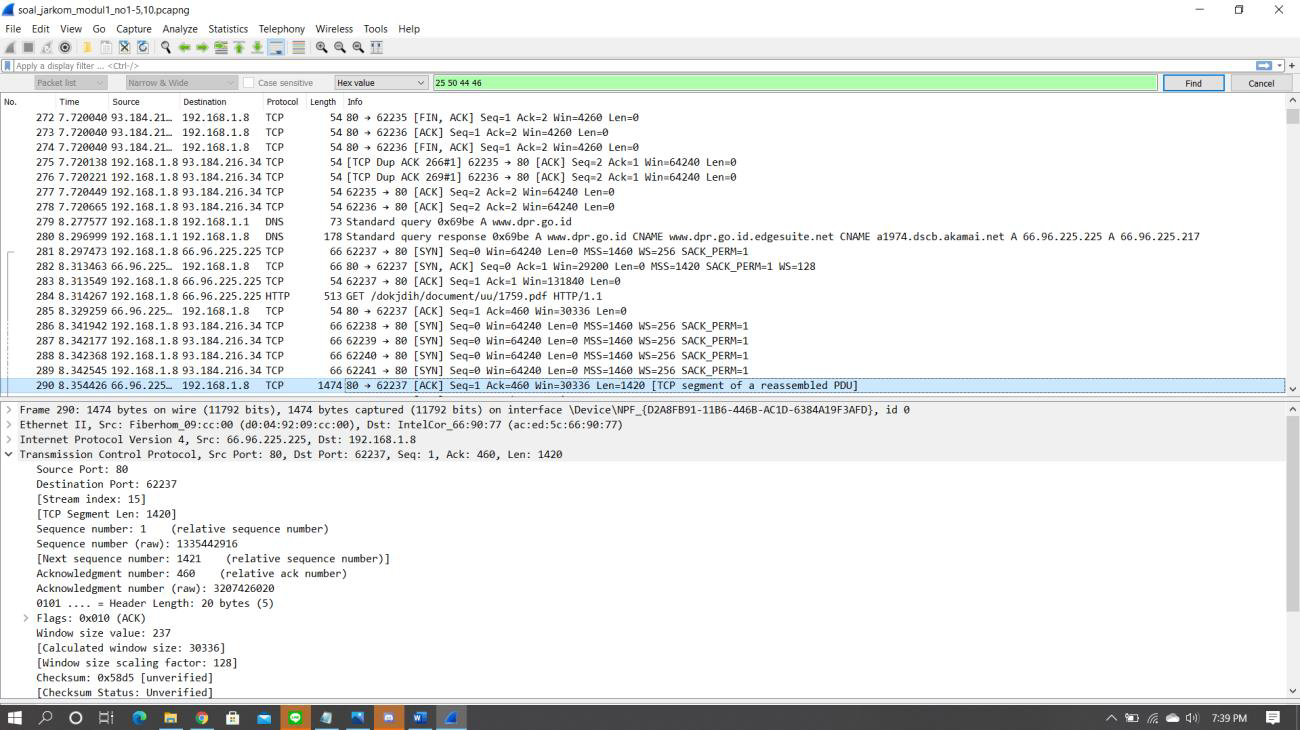 soal_jarkom_modul1_no1-5,10.pcapng
File Edit View Go Capture Analyze Statistics Telephony Wireless Tools Help
Apply a display filter ... <Ctrl-/>
Packet list Narrow & Wide Case sensitive Hex value 25 50 44 46 Find Cancel
No. Time Source Destination Protocol Length Info
272 7.720040 93.184.21… 192.168.1.8 TCP 54 80 → 62235 [FIN, ACK] Seq=1 Ack=2 Win=4260 Len=0
273 7.720040 93.184.21… 192.168.1.8 TCP 54 80 → 62236 [ACK] Seq=1 Ack=2 Win=4260 Len=0
274 7.720040 93.184.21… 192.168.1.8 TCP 54 80 → 62236 [FIN, ACK] Seq=1 Ack=2 Win=4260 Len=0
275 7.720138 192.168.1.8 93.184.216.34 TCP 54 [TCP Dup ACK 266#1] 62235 → 80 [ACK] Seq=2 Ack=1 Win=64240 Len=0
276 7.720221 192.168.1.8 93.184.216.34 TCP 54 [TCP Dup ACK 269#1] 62236 → 80 [ACK] Seq=2 Ack=1 Win=64240 Len=0
277 7.720449 192.168.1.8 93.184.216.34 TCP 54 62235 → 80 [ACK] Seq=2 Ack=2 Win=64240 Len=0
278 7.720665 192.168.1.8 93.184.216.34 TCP 54 62236 → 80 [ACK] Seq=2 Ack=2 Win=64240 Len=0
279 8.277577 192.168.1.8 192.168.1.1 DNS 73 Standard query 0x69be A www.dpr.go.id
280 8.296999 192.168.1.1 192.168.1.8 DNS 178 Standard query response 0x69be A www.dpr.go.id CNAME www.dpr.go.id.edgesuite.net CNAME a1974.dscb.akamai.net A 66.96.225.225 A 66.96.225.217
281 8.297473 192.168.1.8 66.96.225.225 TCP 66 62237 → 80 [SYN] Seq=0 Win=64240 Len=0 MSS=1460 WS=256 SACK_PERM=1
282 8.313463 66.96.225… 192.168.1.8 TCP 66 80 → 62237 [SYN, ACK] Seq=0 Ack=1 Win=29200 Len=0 MSS=1420 SACK_PERM=1 WS=128
283 8.313549 192.168.1.8 66.96.225.225 TCP 54 62237 → 80 [ACK] Seq=1 Ack=1 Win=131840 Len=0
284 8.314267 192.168.1.8 66.96.225.225 HTTP 513 GET /dokjdih/document/uu/1759.pdf HTTP/1.1
285 8.329259 66.96.225… 192.168.1.8 TCP 54 80 → 62237 [ACK] Seq=1 Ack=460 Win=30336 Len=0
286 8.341942 192.168.1.8 93.184.216.34 TCP 66 62238 → 80 [SYN] Seq=0 Win=64240 Len=0 MSS=1460 WS=256 SACK_PERM=1
287 8.342177 192.168.1.8 93.184.216.34 TCP 66 62239 → 80 [SYN] Seq=0 Win=64240 Len=0 MSS=1460 WS=256 SACK_PERM=1
288 8.342368 192.168.1.8 93.184.216.34 TCP 66 62240 → 80 [SYN] Seq=0 Win=64240 Len=0 MSS=1460 WS=256 SACK_PERM=1
289 8.342545 192.168.1.8 93.184.216.34 TCP 66 62241 → 80 [SYN] Seq=0 Win=64240 Len=0 MSS=1460 WS=256 SACK_PERM=1
290 8.354426 66.96.225… 192.168.1.8 TCP 1474 80 → 62237 [ACK] Seq=1 Ack=460 Win=30336 Len=1420 [TCP segment of a reassembled PDU]
Frame 290: 1474 bytes on wire (11792 bits), 1474 bytes captured (11792 bits) on interface \Device\NPF_{D2A8FB91-11B6-446B-AC1D-6384A19F3AFD}, id 0
Ethernet II, Src: Fiberhom_09:cc:00 (d0:04:92:09:cc:00), Dst: IntelCor_66:90:77 (ac:ed:5c:66:90:77)
Internet Protocol Version 4, Src: 66.96.225.225, Dst: 192.168.1.8
Transmission Control Protocol, Src Port: 80, Dst Port: 62237, Seq: 1, Ack: 460, Len: 1420
Source Port: 80
Destination Port: 62237
[Stream index: 15]
[TCP Segment Len: 1420]
Sequence number: 1 (relative sequence number)
Sequence number (raw): 1335442916
[Next sequence number: 1421 (relative sequence number)]
Acknowledgment number: 460 (relative ack number)
Acknowledgment number (raw): 3207426020
0101 .... = Header Length: 20 bytes (5)
Flags: 0x010 (ACK)
Window size value: 237
[Calculated window size: 30336]
[Window size scaling factor: 128]
Checksum: 0x58d5 [unverified]
[Checksum Status: Unverified]
7:39 PM